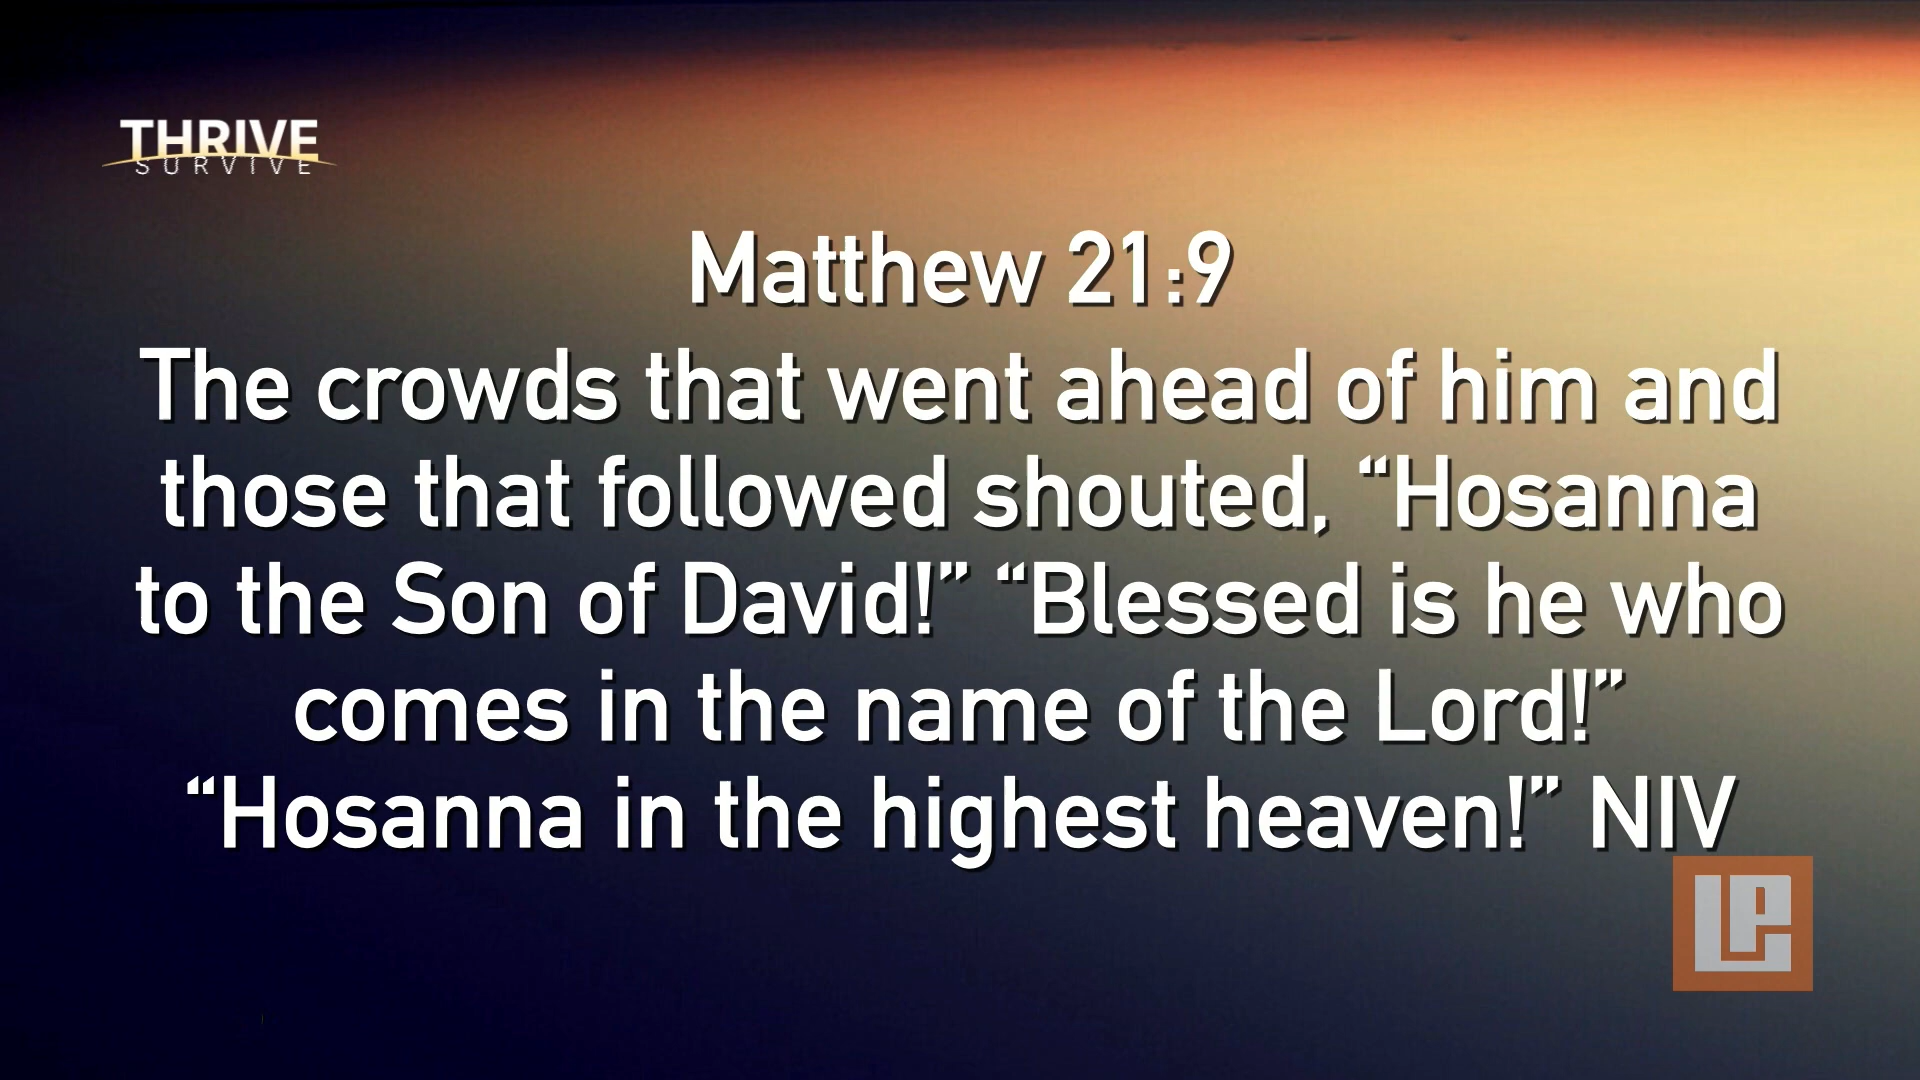 THRIVE
SURVIVE
Matthew 21:9
The crowds that went ahead of him and
those that followed shouted, “Hosanna
to the Son of David!” “Blessed is he who
comes in the name of the Lord!”
“Hosanna in the highest heaven!” NIV
LP